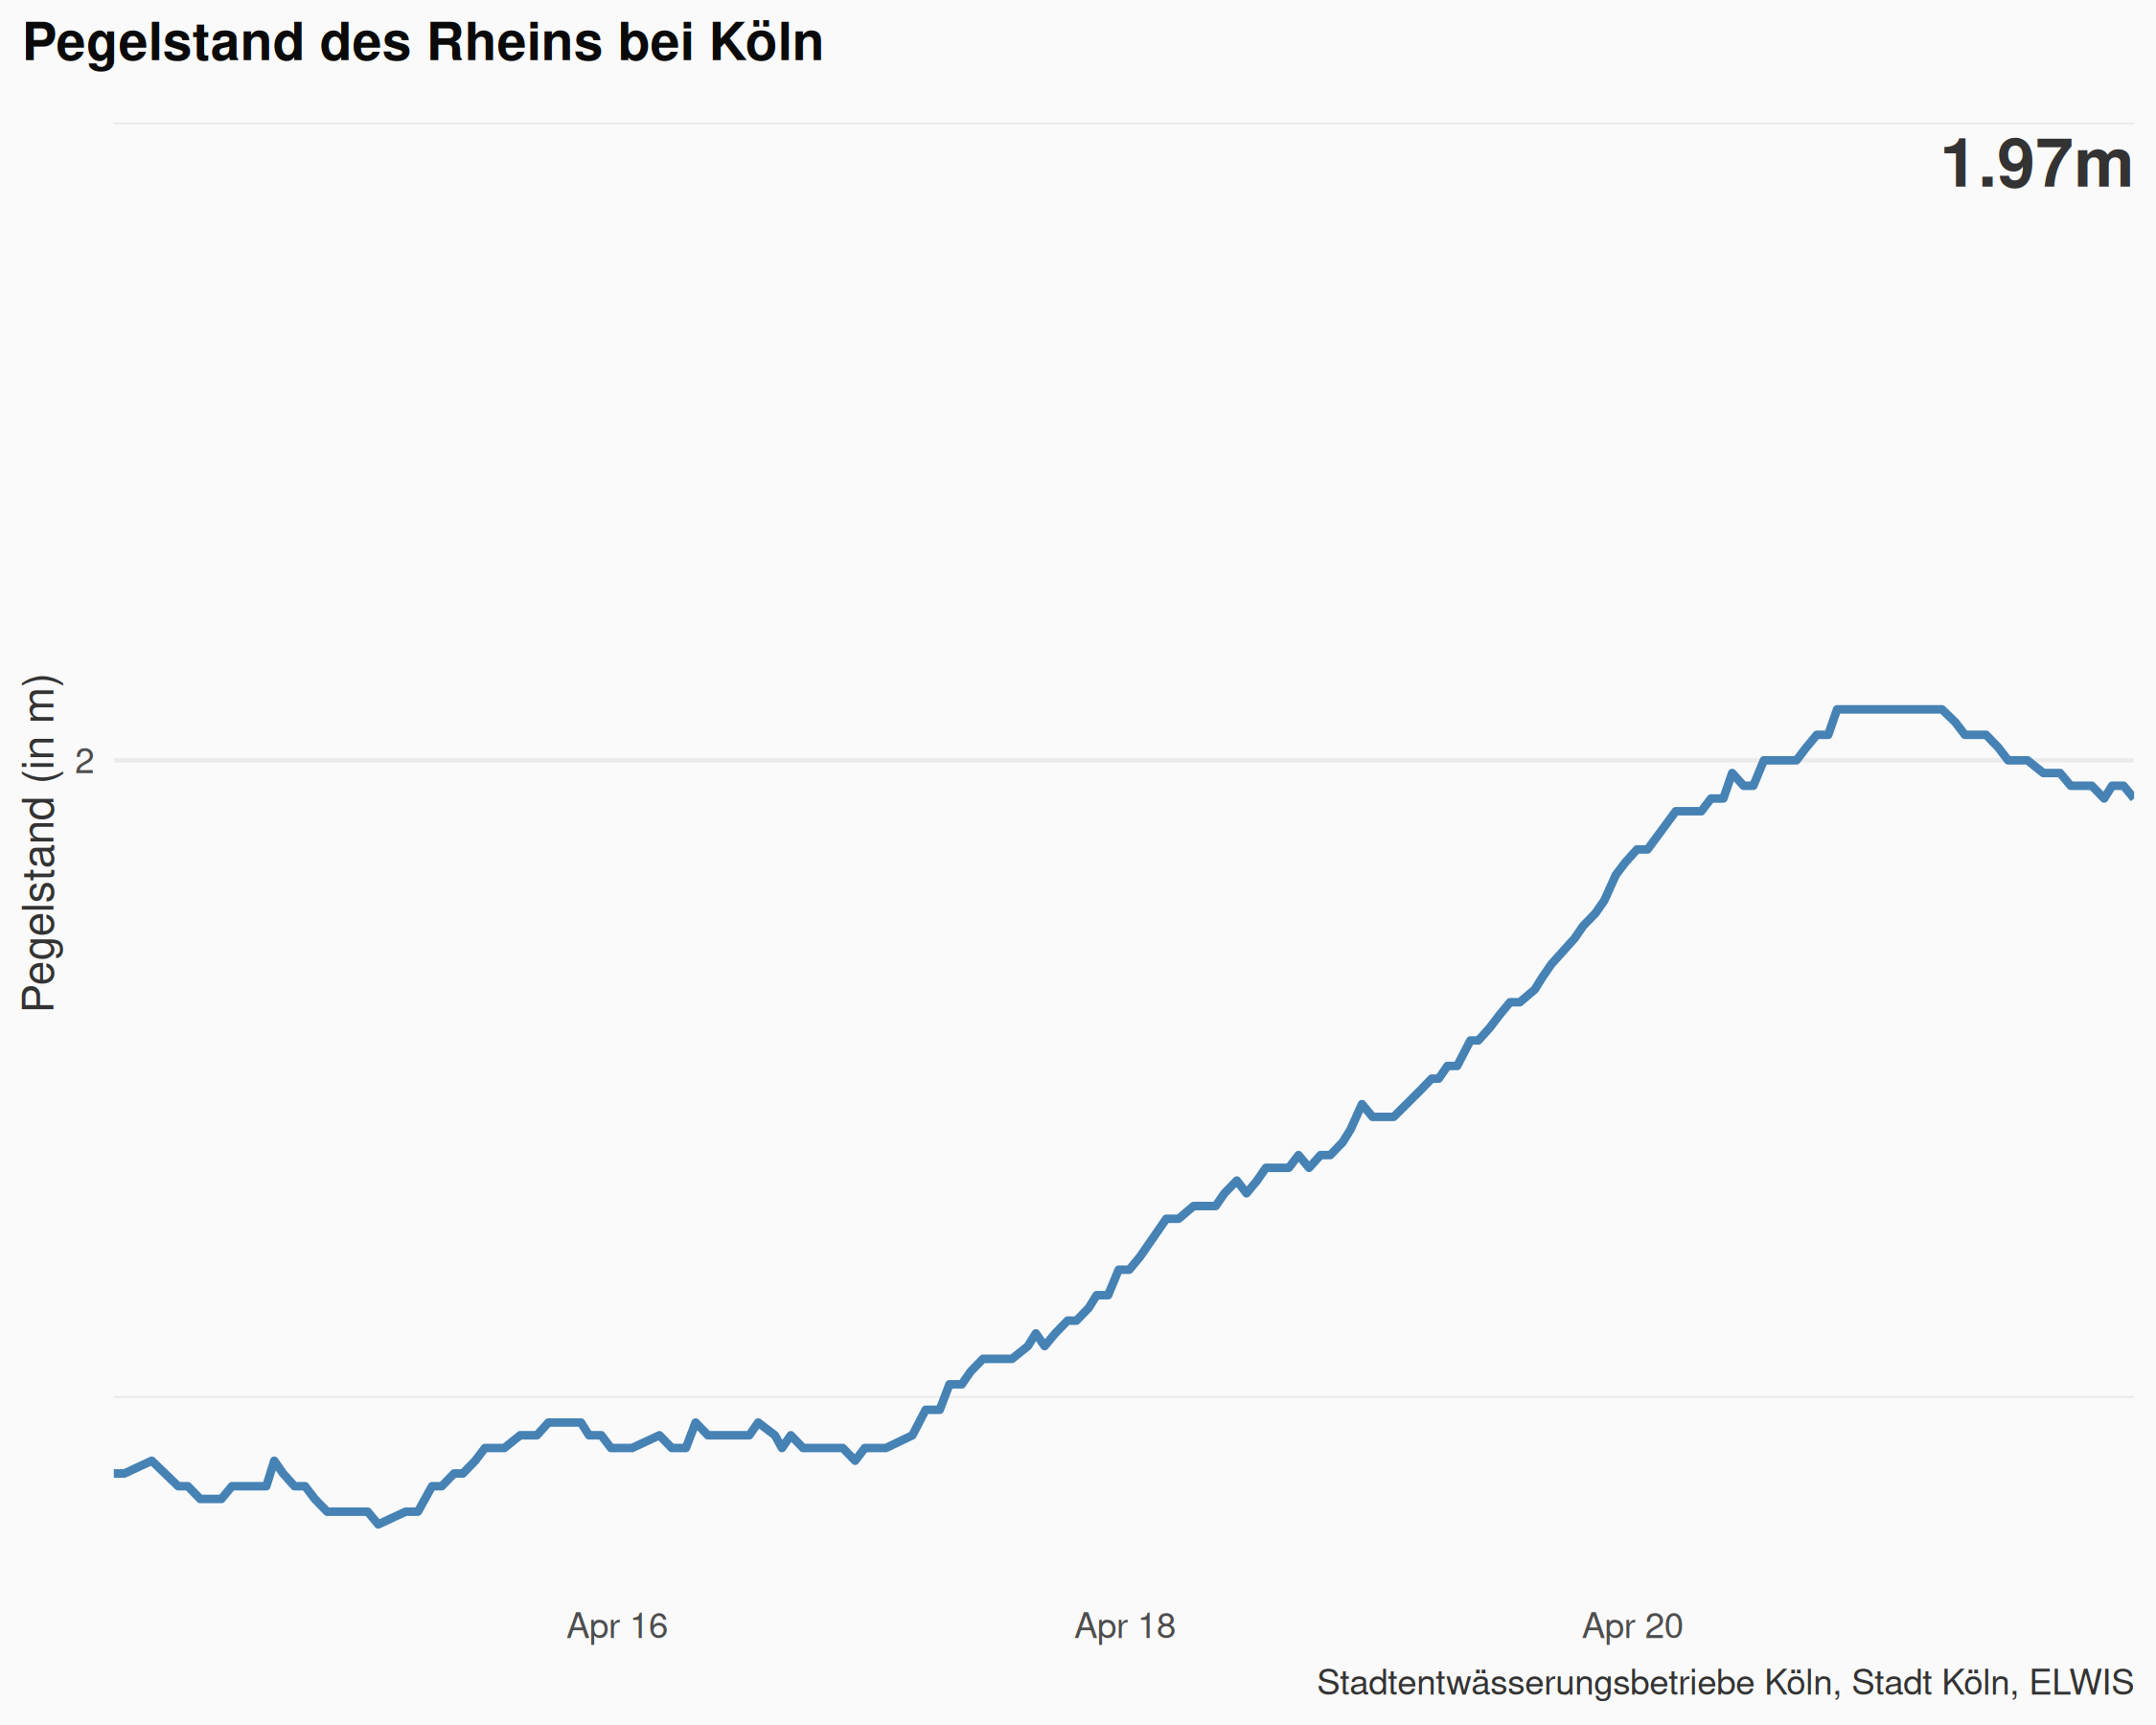 Pegelstand des Rheins bei Köln
1.97m
Pegelstand (in m)
2
Apr 16
Apr 18
Apr 20
Stadtentwässerungsbetriebe Köln, Stadt Köln, ELWIS